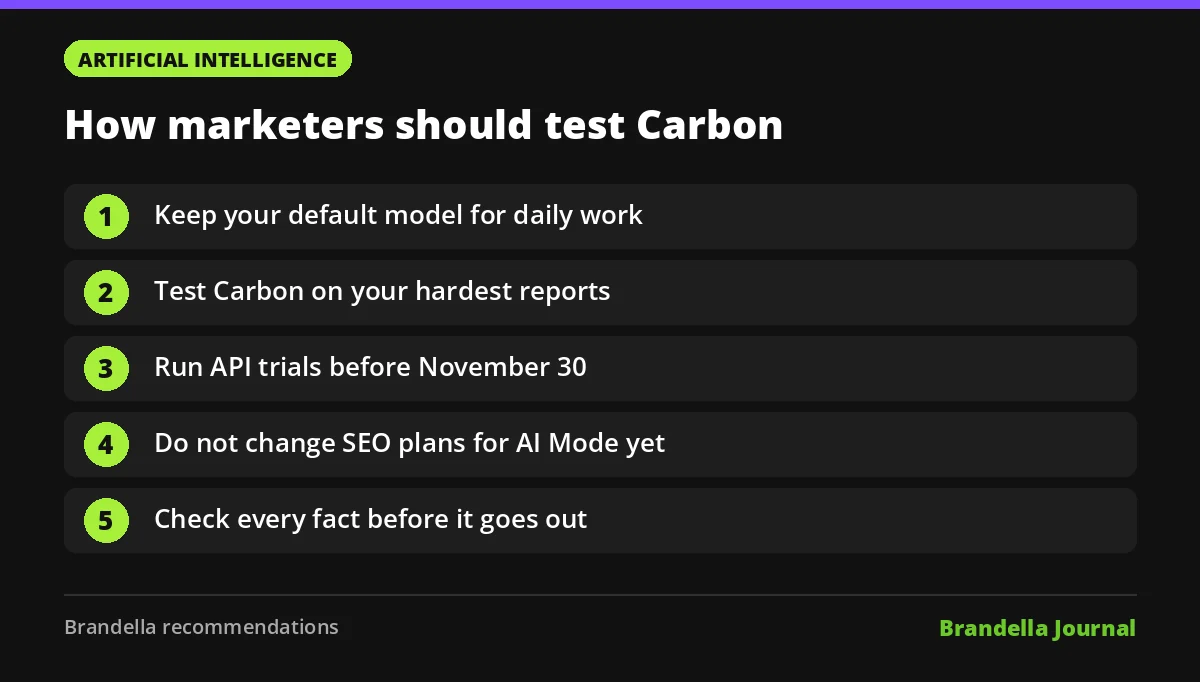 ARTIFICIAL INTELLIGENCE
How marketers should test Carbon
1 Keep your default model for daily work
2 Test Carbon on your hardest reports
3 Run API trials before November 30
4 Do not change SEO plans for AI Mode yet
5 Check every fact before it goes out
Brandella recommendations
Brandella Journal